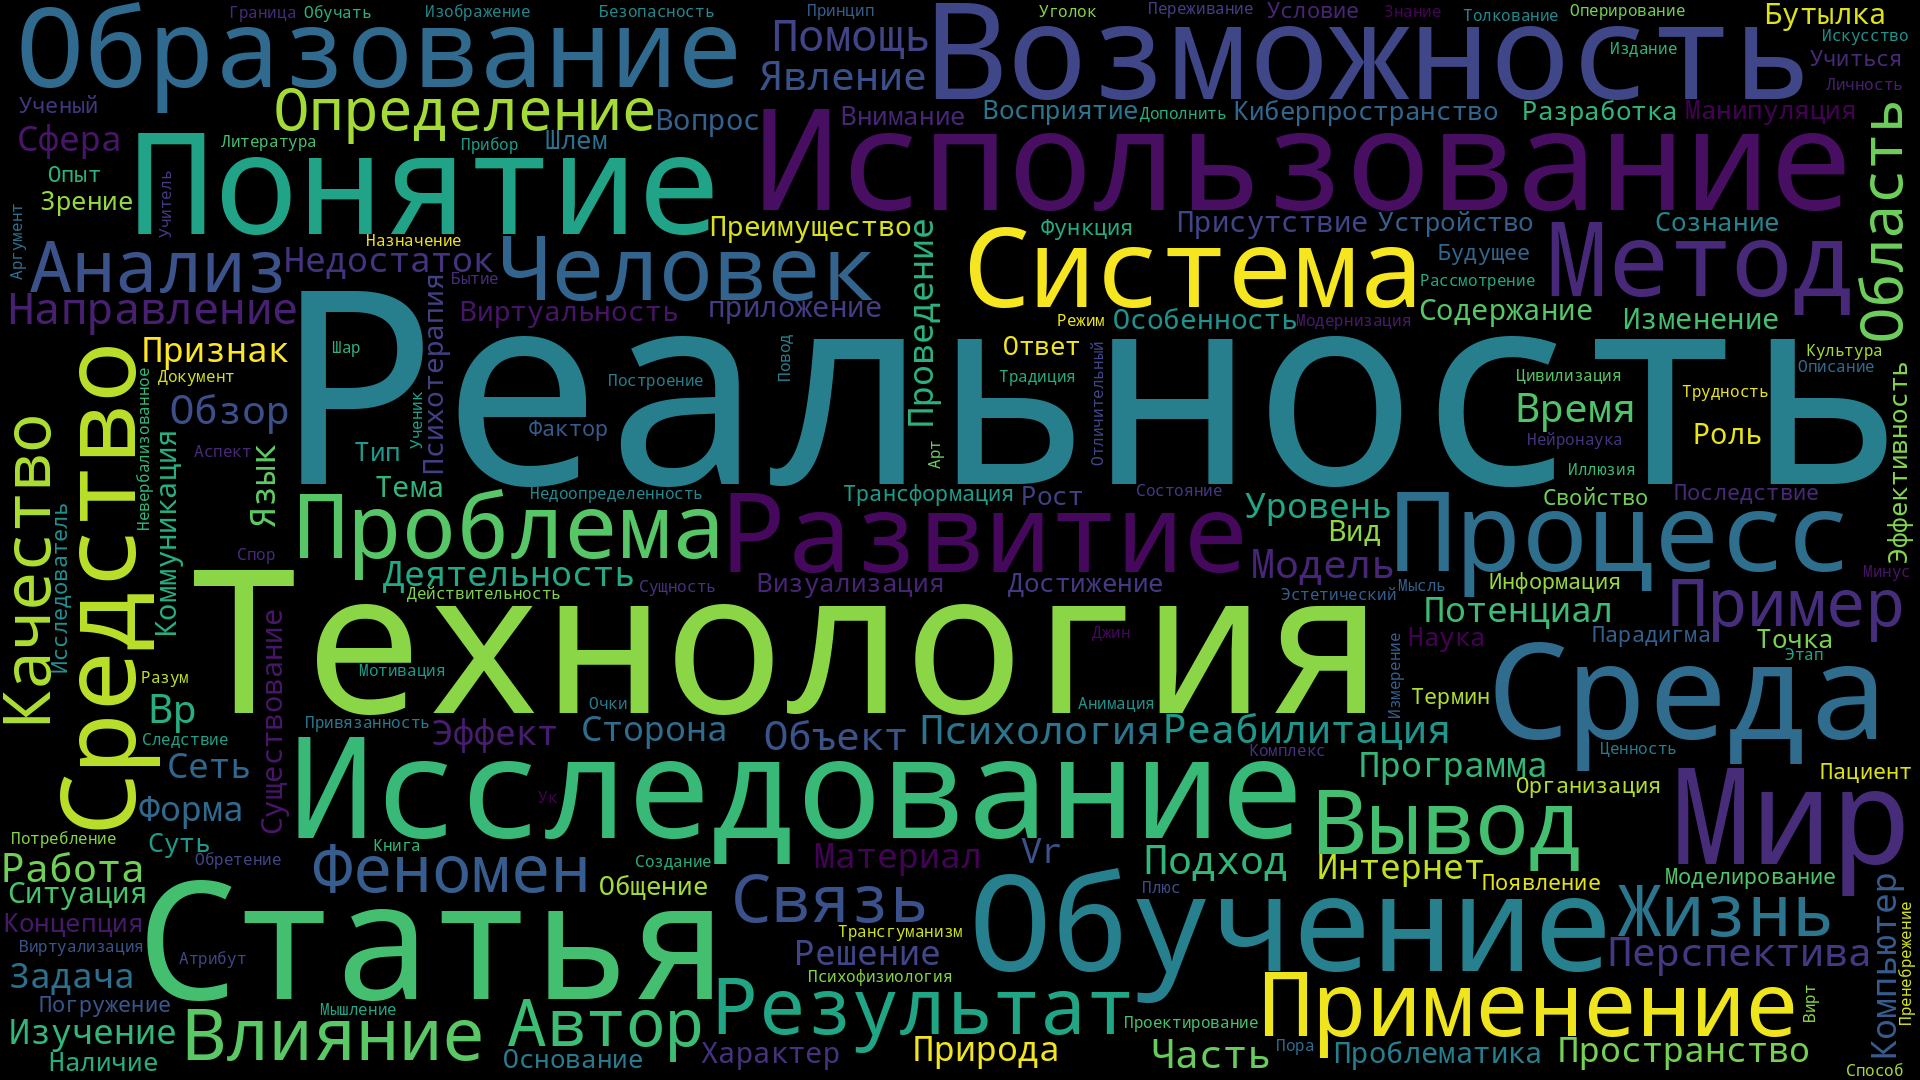 Образование
Граница
Обучать
Изображение
Безопасность
Принцип
Помощь
Явление
Возможность
Уголок
Переживание
Условие
Знание
Толкование
Оперирование
Бутылка
Искусство
Издание
Учиться
Личность
Ученый
Определение
Вопрос
Внимание
Восприятие
Дополнить
Киберпространство
Разработка
Манипуляция
Сфера
Литература
Прибор
Шлем
Понятие
Использование
Область
Опыт
Зрение
Учитель
Аргумент
Назначение
Преимущество
Проведение
Функция
Присутствие
Устройство
Сознание
Анализ
Недостаток
Бытие
Человек
Система
Будущее
Рассмотрение
Метод
Направление
Психотерапия
Виртуальность
приложение
Режим
Особенность
Модернизация
Содержание
Изменение
Признак
Шар
Реальность
Повод
Ответ
Отличительный
Культура
Описание
Документ
Невербализованное
Построение
Традиция
Цивилизация
Трудность
Эффективность
Обзор
Ученик
Фактор
Время
Роль
Качество
Средство
Коммуникация
Аспект
Язык
Тип
Арт
Нейронаука
Иллюзия
Тема
Недоопределенность
Трансформация
Рост
Состояние
Свойство
Последствие
Исследователь
Проблема
Развитие
Уровень
Вид
Процесс
Спор
Деятельность
Сущность
Визуализация
Достижение
Модель
Мысль
Информация
Минус
Действительность
Эстетический
Потенциал
Пример
Технология
Джин
Измерение
Наука
Парадигма
Точка
Этап
Разум
Существование
Мотивация
Среда
Вр
Очки
Анимация
Термин
Привязанность
Эффект
Сторона
Объект
Психология
Реабилитация
Следствие
Комплекс
Ценность
Сеть
Исследование
Программа
Организация
Пациент
Форма
Ук
Вывод
Мир
Потребление
Суть
Книга
Работа
Обретение
Феномен
Создание
Материал
Vr
Подход
Интернет
Появление
Моделирование
Ситуация
Общение
Связь
Плюс
Обучение
Жизнь
Компьютер
Пренебрежение
Концепция
Статья
Трансгуманизм
Виртуализация
Атрибут
Решение
Перспектива
Задача
Психофизиология
Погружение
Мышление
Результат
Применение
Вирт
Изучение
Влияние
Автор
Проектирование
Наличие
Основание
Характер
Природа
Часть
Пора
Проблематика
Пространство
Способ